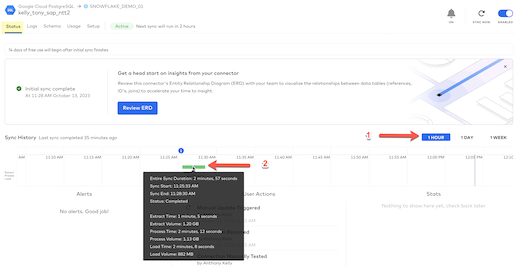 Google Cloud PostgreSQL → SNOWFLAKE_DEMO_01
kelly_tony_sap_ntt2
ON
SYNC NOW
ENABLED
Status Logs Schema Usage Setup Active Next sync will run in 2 hours
14 days of free use will begin after initial sync finishes
Initial sync complete
At 11:28 AM October 13, 2023
Get a head start on insights from your connector
Review this connector's Entity Relationship Diagram (ERD) with your team to visualize the relationships between data tables (references,
ID's, joins) to accelerate your time to insight.
Review ERD
Sync History Last sync completed 35 minutes ago
1
1 HOUR 1 DAY 1 WEEK
11:10 AM 11:15 AM 11:20 AM 11:25 AM 11:30 AM 11:35 AM 11:40 AM 11:45 AM 11:50 AM 11:55 AM
2
Entire Sync Duration: 2 minutes, 57 seconds
Sync Start: 11:25:33 AM
Sync End: 11:28:30 AM
Status: Completed
Extract Time: 1 minute, 5 seconds
Extract Volume: 1.20 GB
Process Time: 2 minutes, 13 seconds
Process Volume: 1.13 GB
Load Time: 2 minutes, 8 seconds
Load Volume: 882 MB
Alerts
No alerts. Good job!
User Actions
Triggered
Tested
by Anthony Kelly
Stats
Nothing to show here yet, check back later